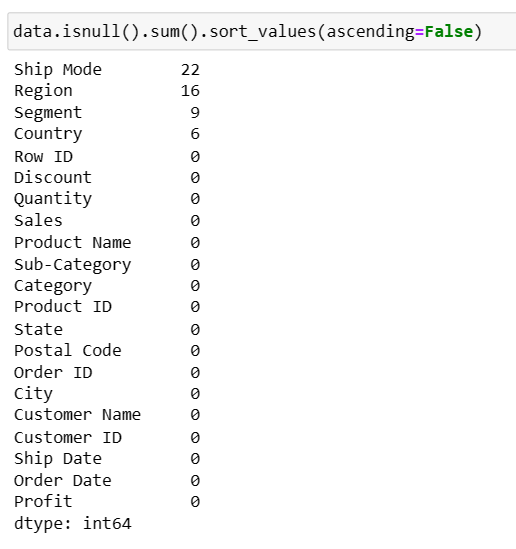 data.isnull().sum().sort_values(ascending=False)
Ship Mode 22
Region 16
Segment 9
Country 6
Row ID 0
Discount 0
Quantity 0
Sales 0
Product Name 0
Sub-Category 0
Category 0
Product ID 0
State 0
Postal Code 0
Order ID 0
City 0
Customer Name 0
Customer ID 0
Ship Date 0
Order Date 0
Profit 0
dtype: int64